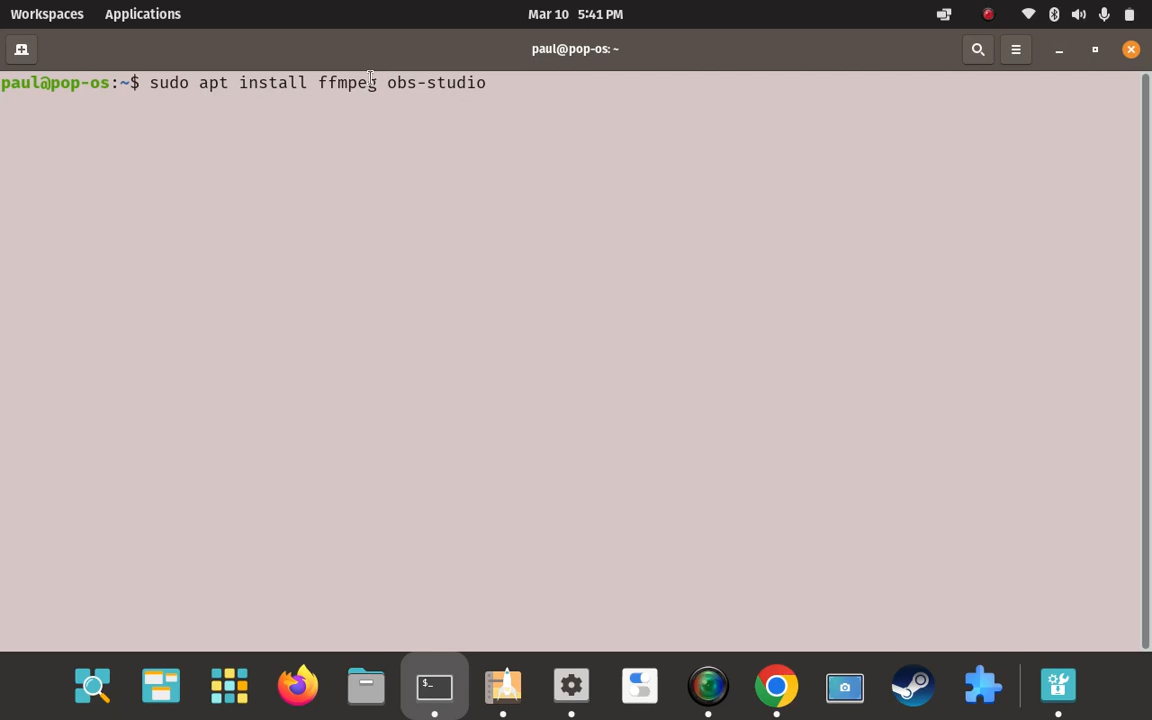 Workspaces Applications Mar 10 5:41 PM
paul@pop-os: ~
paul@pop-os:~$ sudo apt install ffmpeg obs-studio
$_